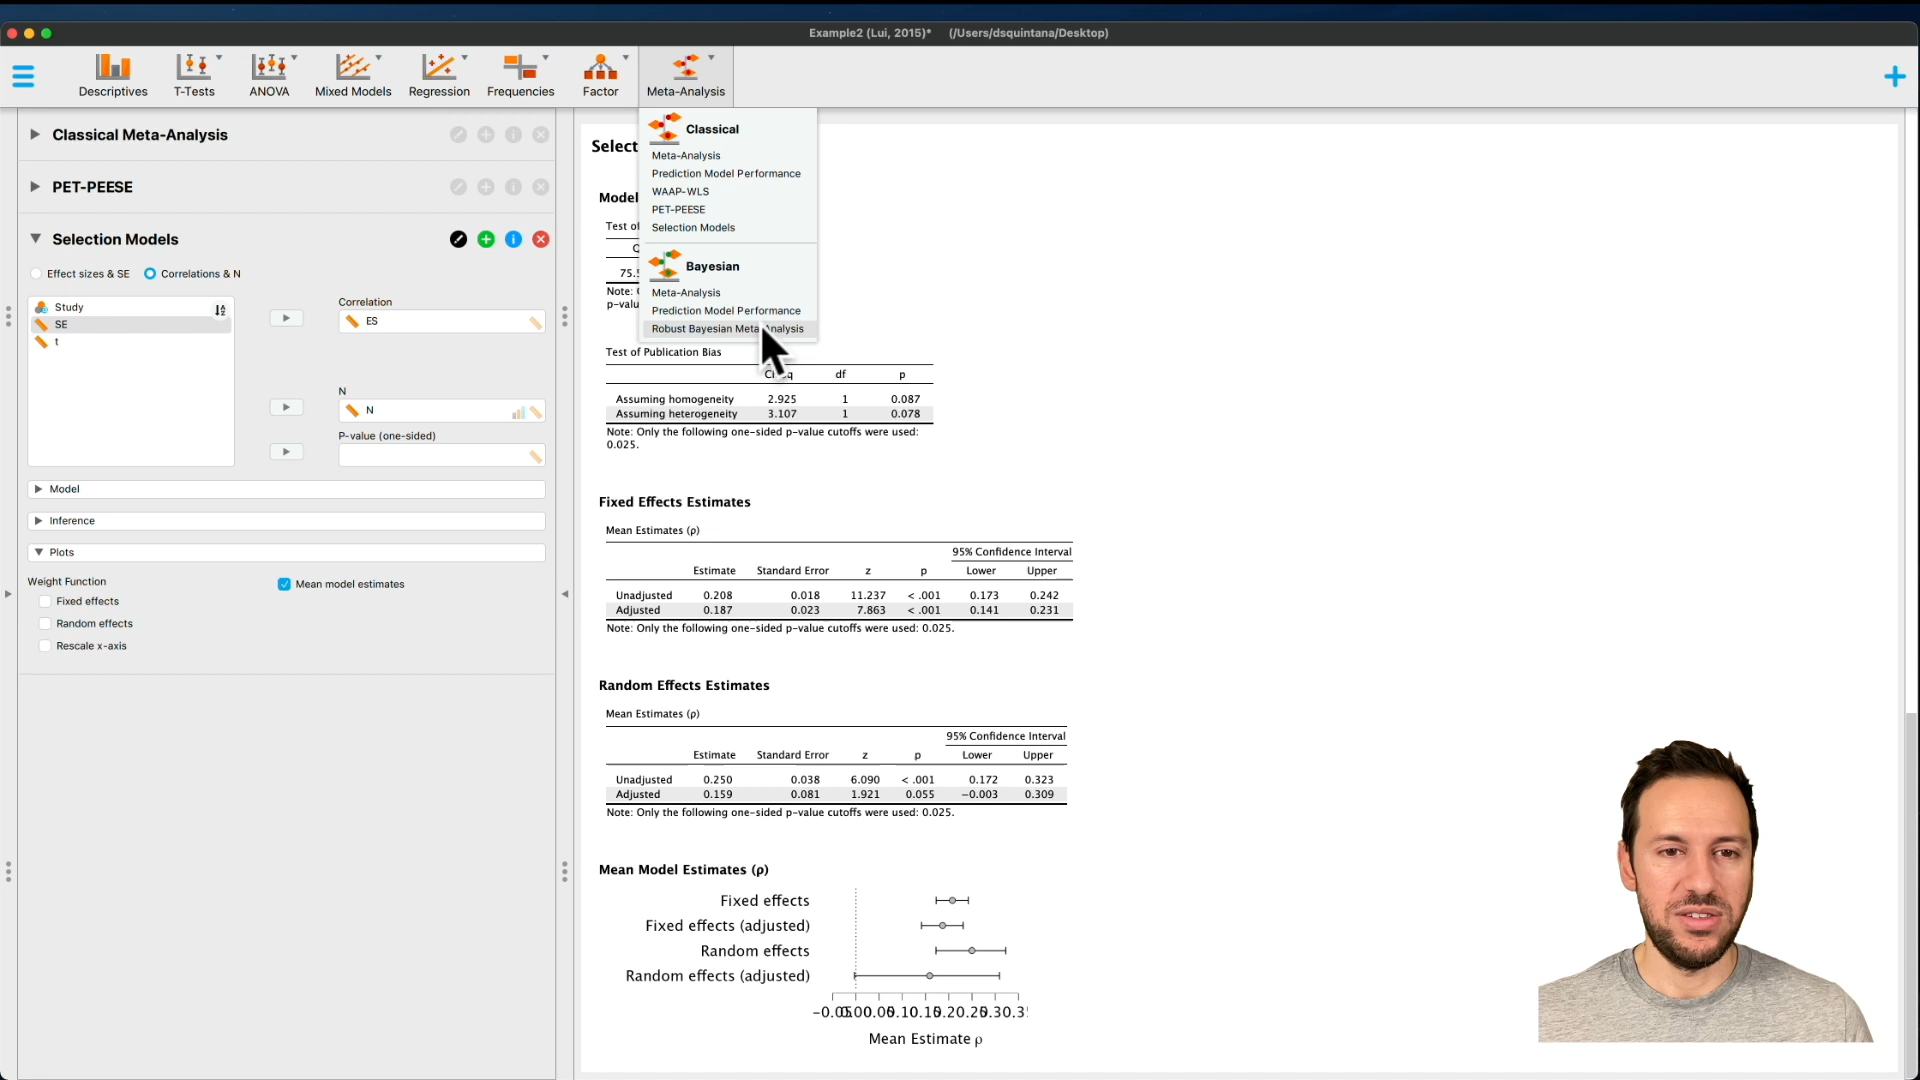 Example2 (Lui, 2015)* (/Users/dsquintana/Desktop)
Descriptives T-Tests ANOVA Mixed Models Regression Frequencies Factor Meta-Analysis
Classical Meta-Analysis
PET-PEESE
Selection Models
Effect sizes & SE Correlations & N
Study
SE
t
Correlation
ES
N
N
P-value (one-sided)
Model
Inference
Plots
Weight Function
Mean model estimates
Fixed effects
Random effects
Rescale x-axis
Classical
Meta-Analysis
Prediction Model Performance
WAAP-WLS
PET-PEESE
Selection Models
Bayesian
Meta-Analysis
Prediction Model Performance
Robust Bayesian Meta-Analysis
Select
Model
Test of
Q
75.5
Note:
p-valu
Test of Publication Bias
df p
Assuming homogeneity 2.925 1 0.087
Assuming heterogeneity 3.107 1 0.078
Note: Only the following one-sided p-value cutoffs were used:
0.025.
Fixed Effects Estimates
Mean Estimates (ρ)
95% Confidence Interval
Estimate Standard Error z p Lower Upper
Unadjusted 0.208 0.018 11.237 < .001 0.173 0.242
Adjusted 0.187 0.023 7.863 < .001 0.141 0.231
Note: Only the following one-sided p-value cutoffs were used: 0.025.
Random Effects Estimates
Mean Estimates (ρ)
95% Confidence Interval
Estimate Standard Error z p Lower Upper
Unadjusted 0.250 0.038 6.090 < .001 0.172 0.323
Adjusted 0.159 0.081 1.921 0.055 −0.003 0.309
Note: Only the following one-sided p-value cutoffs were used: 0.025.
Mean Model Estimates (ρ)
Fixed effects
Fixed effects (adjusted)
Random effects
Random effects (adjusted)
Mean Estimate ρ